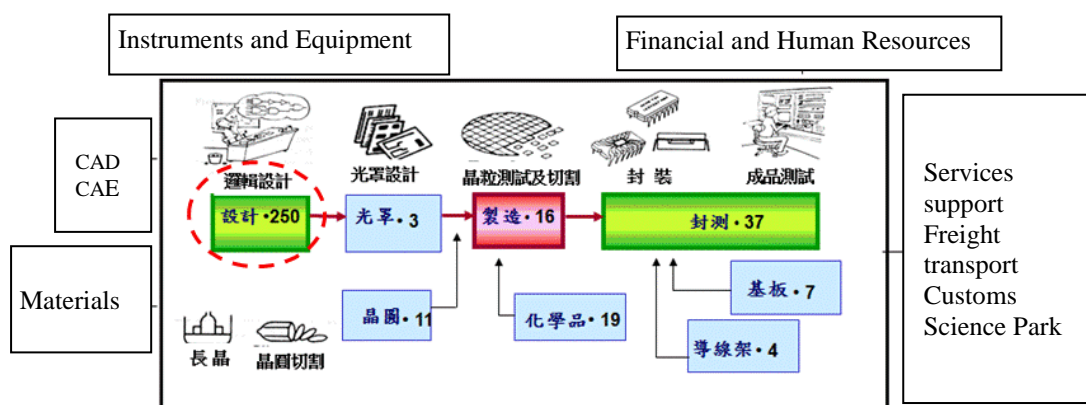 Instruments and Equipment
Financial and Human Resources
CAD
CAE
Materials
邏輯設計
光罩設計
晶粒測試及切割
封 裝
成品測試
設計・250
光罩・3
製造・16
封測・37
晶圓・11
化學品・19
基板・7
導線架・4
長晶
晶圓切割
Services
support
Freight
transport
Customs
Science Park